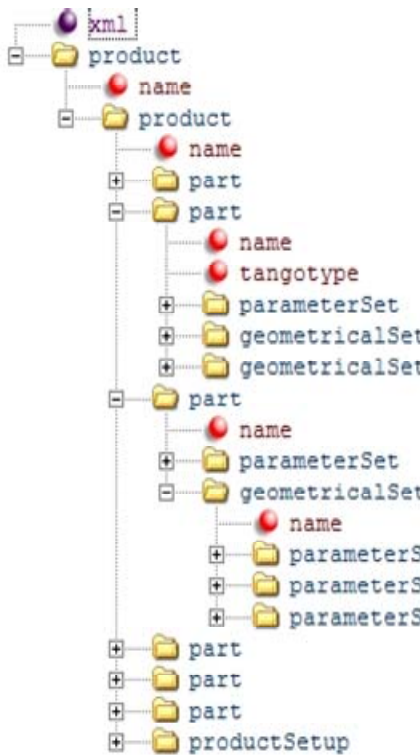 xml
product
name
product
name
part
part
name
tangotype
parameterSet
geometricalSet
geometricalSet
part
name
parameterSet
geometricalSet
name
parameterS
parameterS
parameterS
part
part
part
productSetup